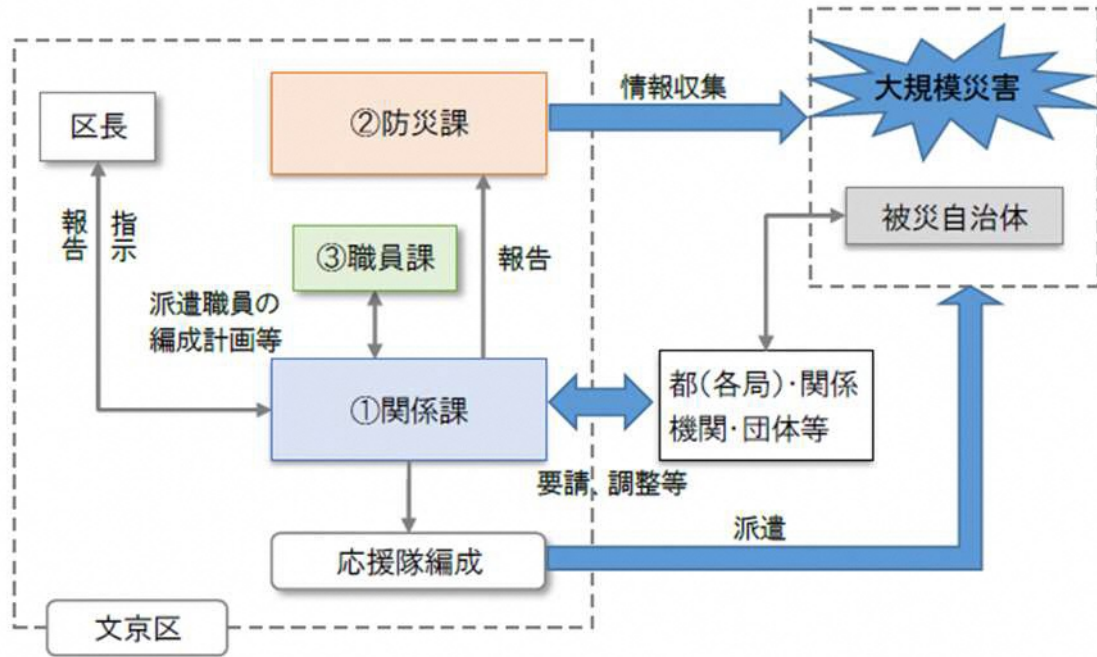 情報収集
大規模災害
区長
②防災課
報告
指示
③職員課
報告
被災自治体
派遣職員の
編成計画等
①関係課
都(各局)・関係
機関・団体等
要請、調整等
応援隊編成
派遣
文京区